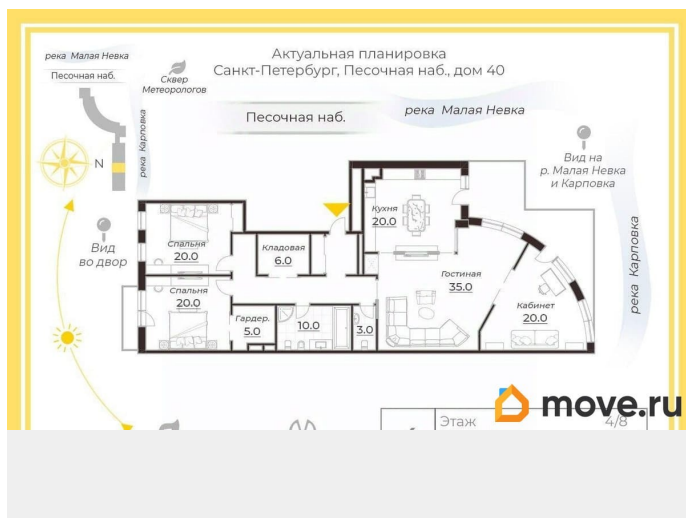 Актуальная планировка
Санкт-Петербург, Песочная наб., дом 40
река Малая Невка
Песочная наб.
Сквер
Метеорологов
река Карповка
N
Песочная наб.
река Малая Невка
Вид на
р. Малая Невка
и Карповка
река Карповка
Вид
во двор
Спальня
20.0
Кладовая
6.0
Кухня
20.0
Гостиная
35.0
Кабинет
20.0
Спальня
20.0
Гардер.
5.0
10.0
3.0
move.ru
Этаж 4/8